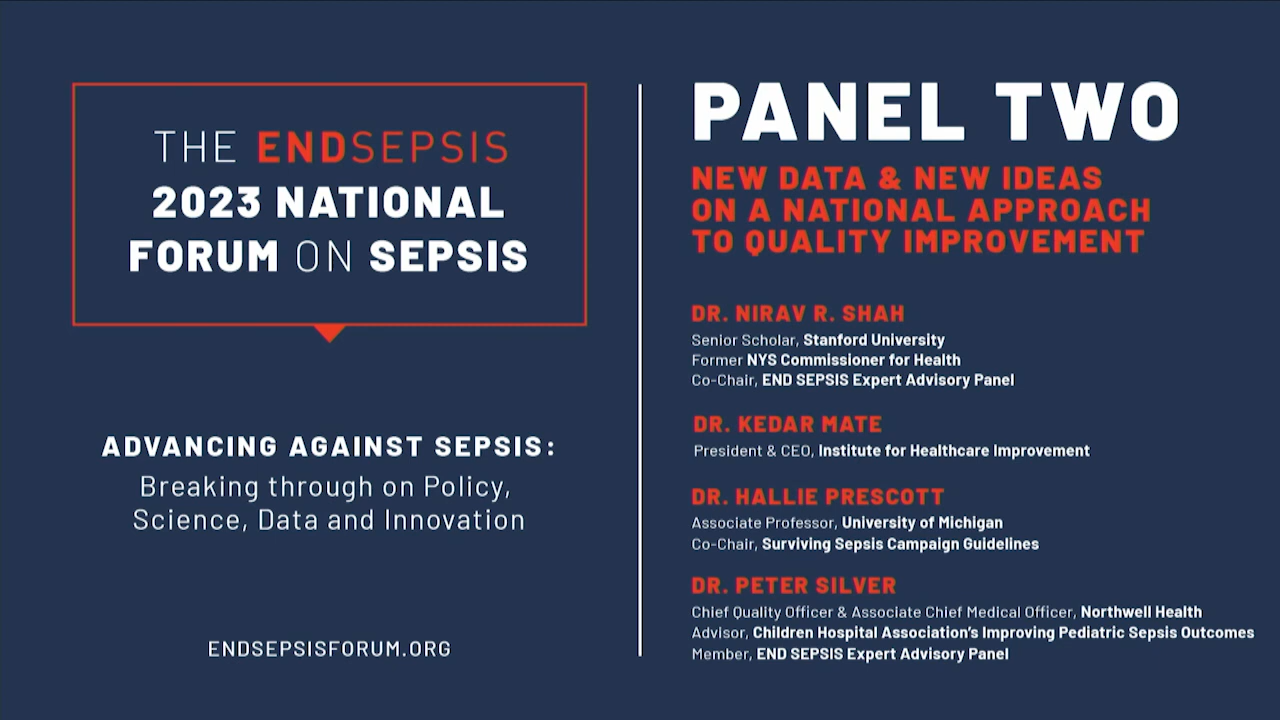 THE ENDSEPSIS
2023 NATIONAL
FORUM ON SEPSIS
ADVANCING AGAINST SEPSIS:
Breaking through on Policy,
Science, Data and Innovation
ENDSEPSISFORUM.ORG
PANEL TWO
NEW DATA & NEW IDEAS
ON A NATIONAL APPROACH
TO QUALITY IMPROVEMENT
DR. NIRAV R. SHAH
Senior Scholar, Stanford University
Former NYS Commissioner for Health
Co-Chair, END SEPSIS Expert Advisory Panel
DR. KEDAR MATE
President & CEO, Institute for Healthcare Improvement
DR. HALLIE PRESCOTT
Associate Professor, University of Michigan
Co-Chair, Surviving Sepsis Campaign Guidelines
DR. PETER SILVER
Chief Quality Officer & Associate Chief Medical Officer, Northwell Health
Advisor, Children Hospital Association's Improving Pediatric Sepsis Outcomes
Member, END SEPSIS Expert Advisory Panel